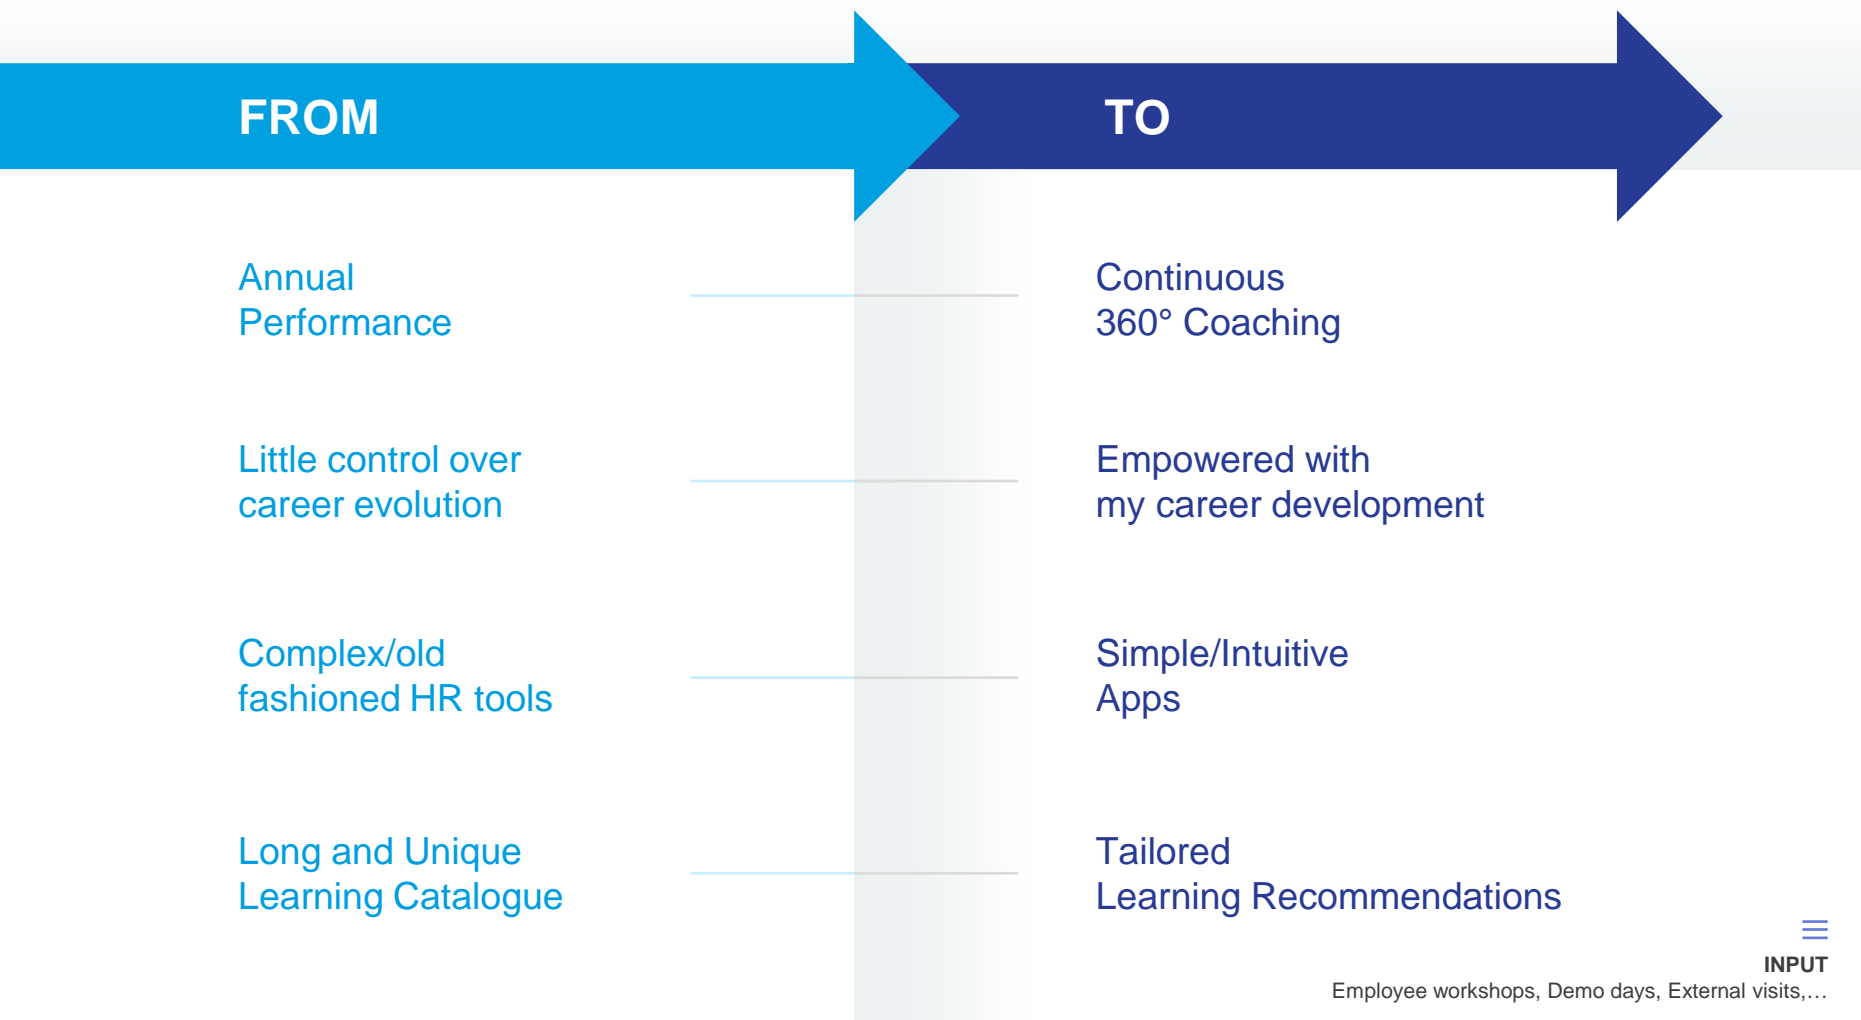 FROM
TO
Annual
Performance
Continuous
360° Coaching
Little control over
career evolution
Empowered with
my career development
Complex/old
fashioned HR tools
Simple/Intuitive
Apps
Long and Unique
Learning Catalogue
Tailored
Learning Recommendations
INPUT
Employee workshops, Demo days, External visits,…